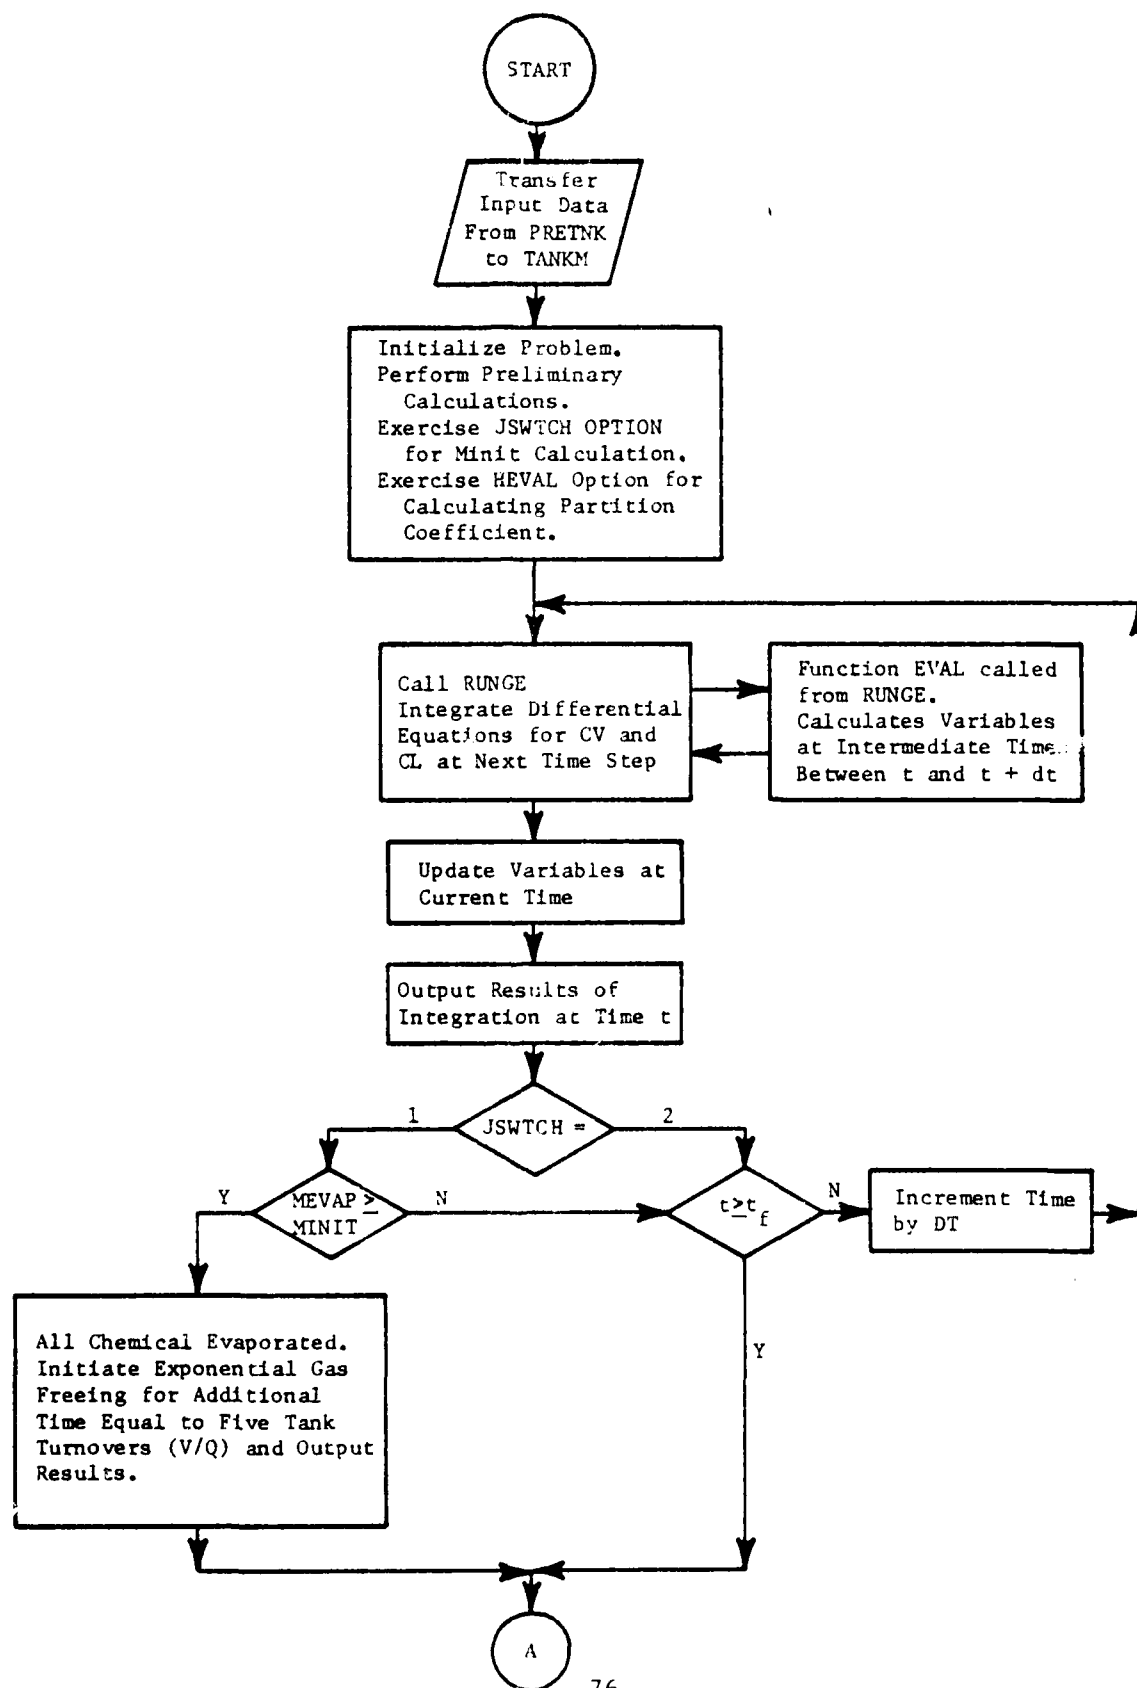 START
Transfer
Input Data
From PRETNK
to TANKM
Initialize Problem.
Perform Preliminary
Calculations.
Exercise JSWTCH OPTION
for Minit Calculation.
Exercise HEVAL Option for
Calculating Partition
Coefficient.
Call RUNGE
Integrate Differential
Equations for CV and
CL at Next Time Step
Function EVAL called
from RUNGE.
Calculates Variables
at Intermediate Time
Between t and t + dt
Update Variables at
Current Time
Output Results of
Integration at Time t
1
JSWTCH =
2
Y
MEVAP ≥
MINIT
N
t ≥ t f
N
Increment Time
by DT
Y
All Chemical Evaporated.
Initiate Exponential Gas
Freeing for Additional
Time Equal to Five Tank
Turnovers (V/Q) and Output
Results.
A
76